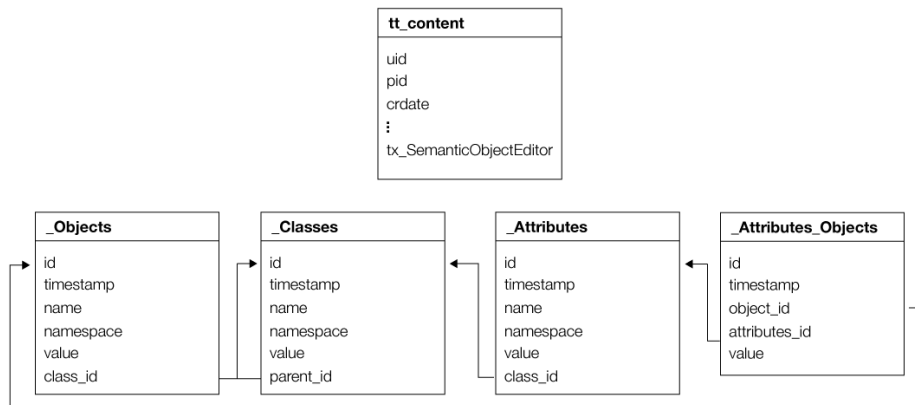 tt_content
uid
pid
crdate
⋮
tx_SemanticObjectEditor
_Objects
id
timestamp
name
namespace
value
class_id
_Classes
id
timestamp
name
namespace
value
parent_id
_Attributes
id
timestamp
name
namespace
value
class_id
_Attributes_Objects
id
timestamp
object_id
attributes_id
value